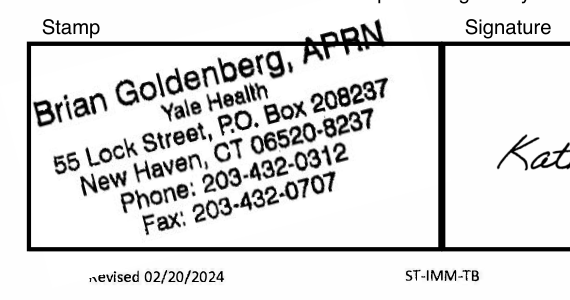 Stamp
Signature
Brian Goldenberg, APRN
Yale Health
55 Lock Street, P.O. Box 208237
New Haven, CT 06520-8237
Phone: 203-432-0312
Fax: 203-432-0707
Revised 02/20/2024
ST-IMM-TB